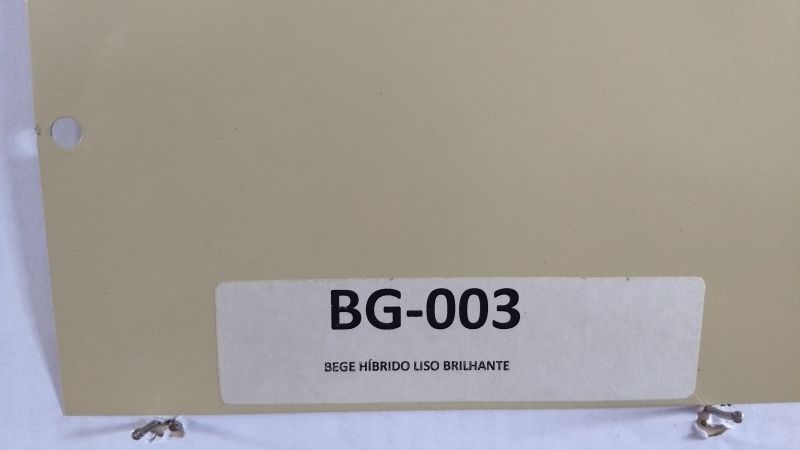 BG-003
BEGE HÍBRIDO LISO BRILHANTE